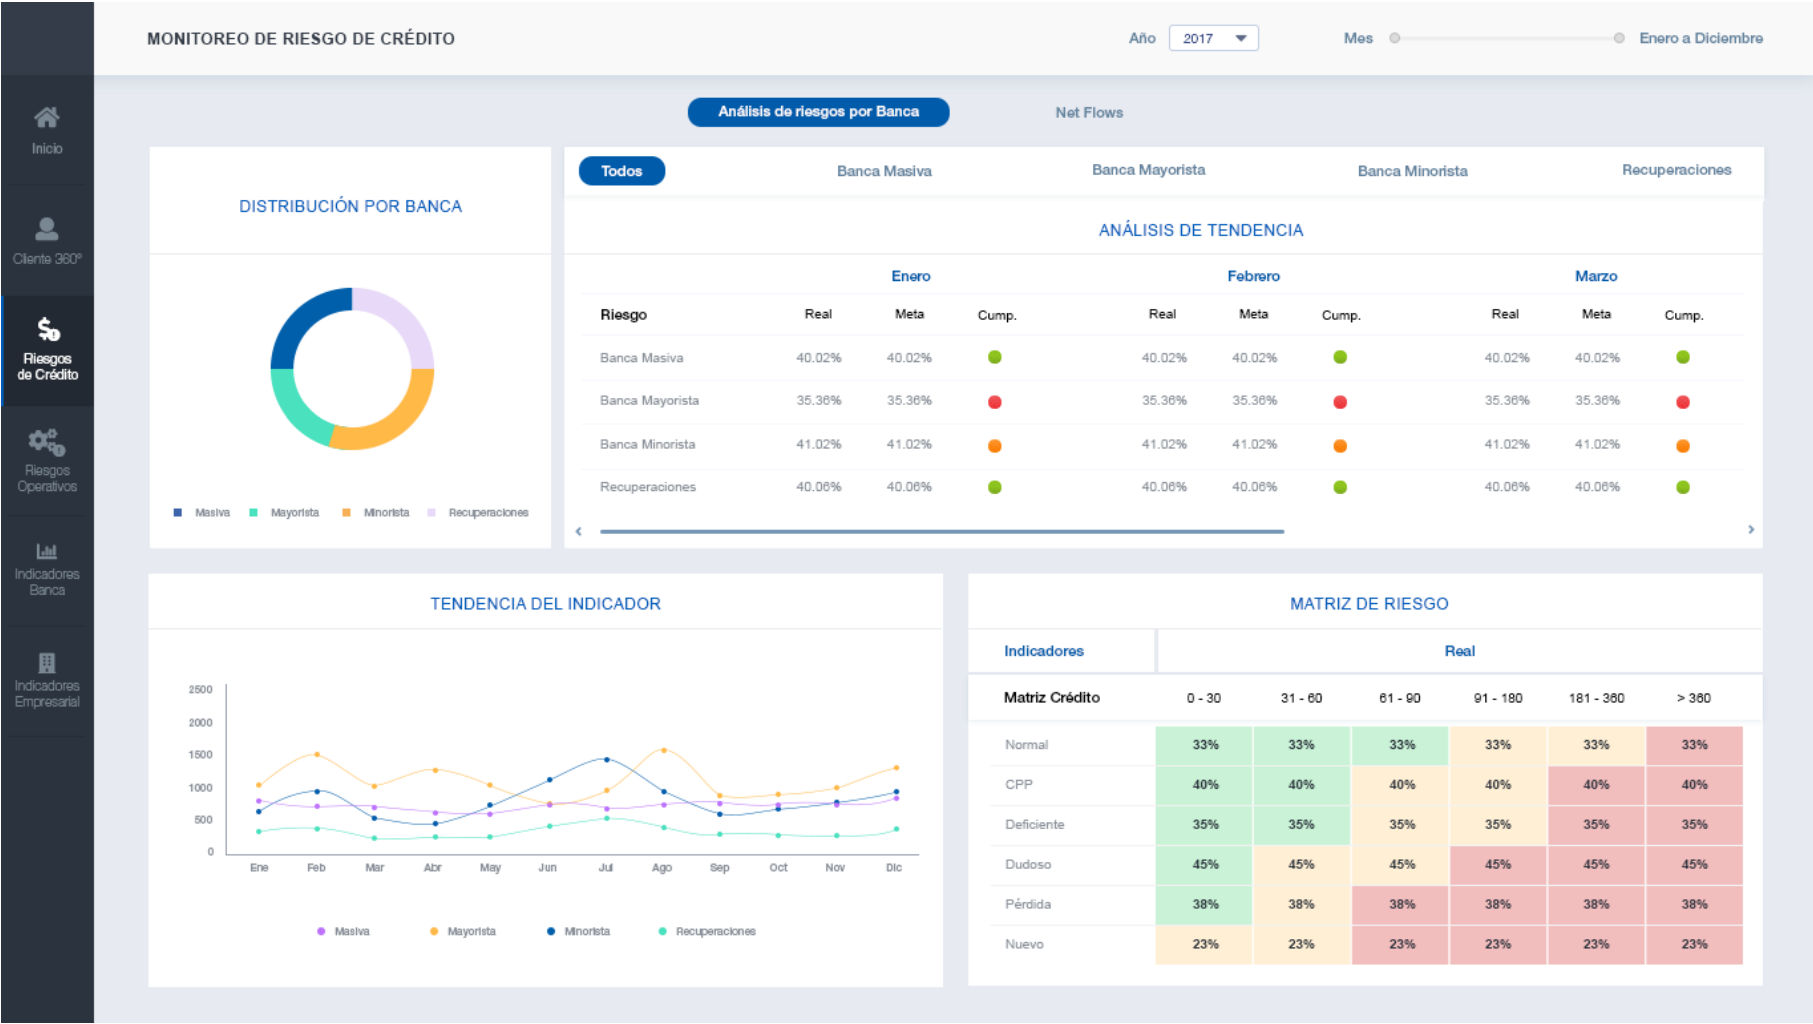 MONITOREO DE RIESGO DE CRÉDITO
Año 2017 Mes Enero a Diciembre
Inicio
Cliente 360º
Riesgos
de Crédito
Riesgos
Operativos
Indicadores
Banca
Indicadores
Empresarial
Análisis de riesgos por Banca Net Flows
DISTRIBUCIÓN POR BANCA
Masiva Mayorista Minorista Recuperaciones
Todos Banca Masiva Banca Mayorista Banca Minorista Recuperaciones
ANÁLISIS DE TENDENCIA
Enero Febrero Marzo
Riesgo Real Meta Cump. Real Meta Cump. Real Meta Cump.
Banca Masiva 40.02% 40.02% 40.02% 40.02% 40.02% 40.02%
Banca Mayorista 35.36% 35.36% 35.36% 35.36% 35.36% 35.36%
Banca Minorista 41.02% 41.02% 41.02% 41.02% 41.02% 41.02%
Recuperaciones 40.06% 40.06% 40.06% 40.06% 40.06% 40.06%
TENDENCIA DEL INDICADOR
2500
2000
1500
1000
500
0
Ene Feb Mar Abr May Jun Jul Ago Sep Oct Nov Dic
Masiva Mayorista Minorista Recuperaciones
MATRIZ DE RIESGO
Indicadores Real
Matriz Crédito 0 - 30 31 - 60 61 - 90 91 - 180 181 - 360 > 360
Normal 33% 33% 33% 33% 33% 33%
CPP 40% 40% 40% 40% 40% 40%
Deficiente 35% 35% 35% 35% 35% 35%
Dudoso 45% 45% 45% 45% 45% 45%
Pérdida 38% 38% 38% 38% 38% 38%
Nuevo 23% 23% 23% 23% 23% 23%